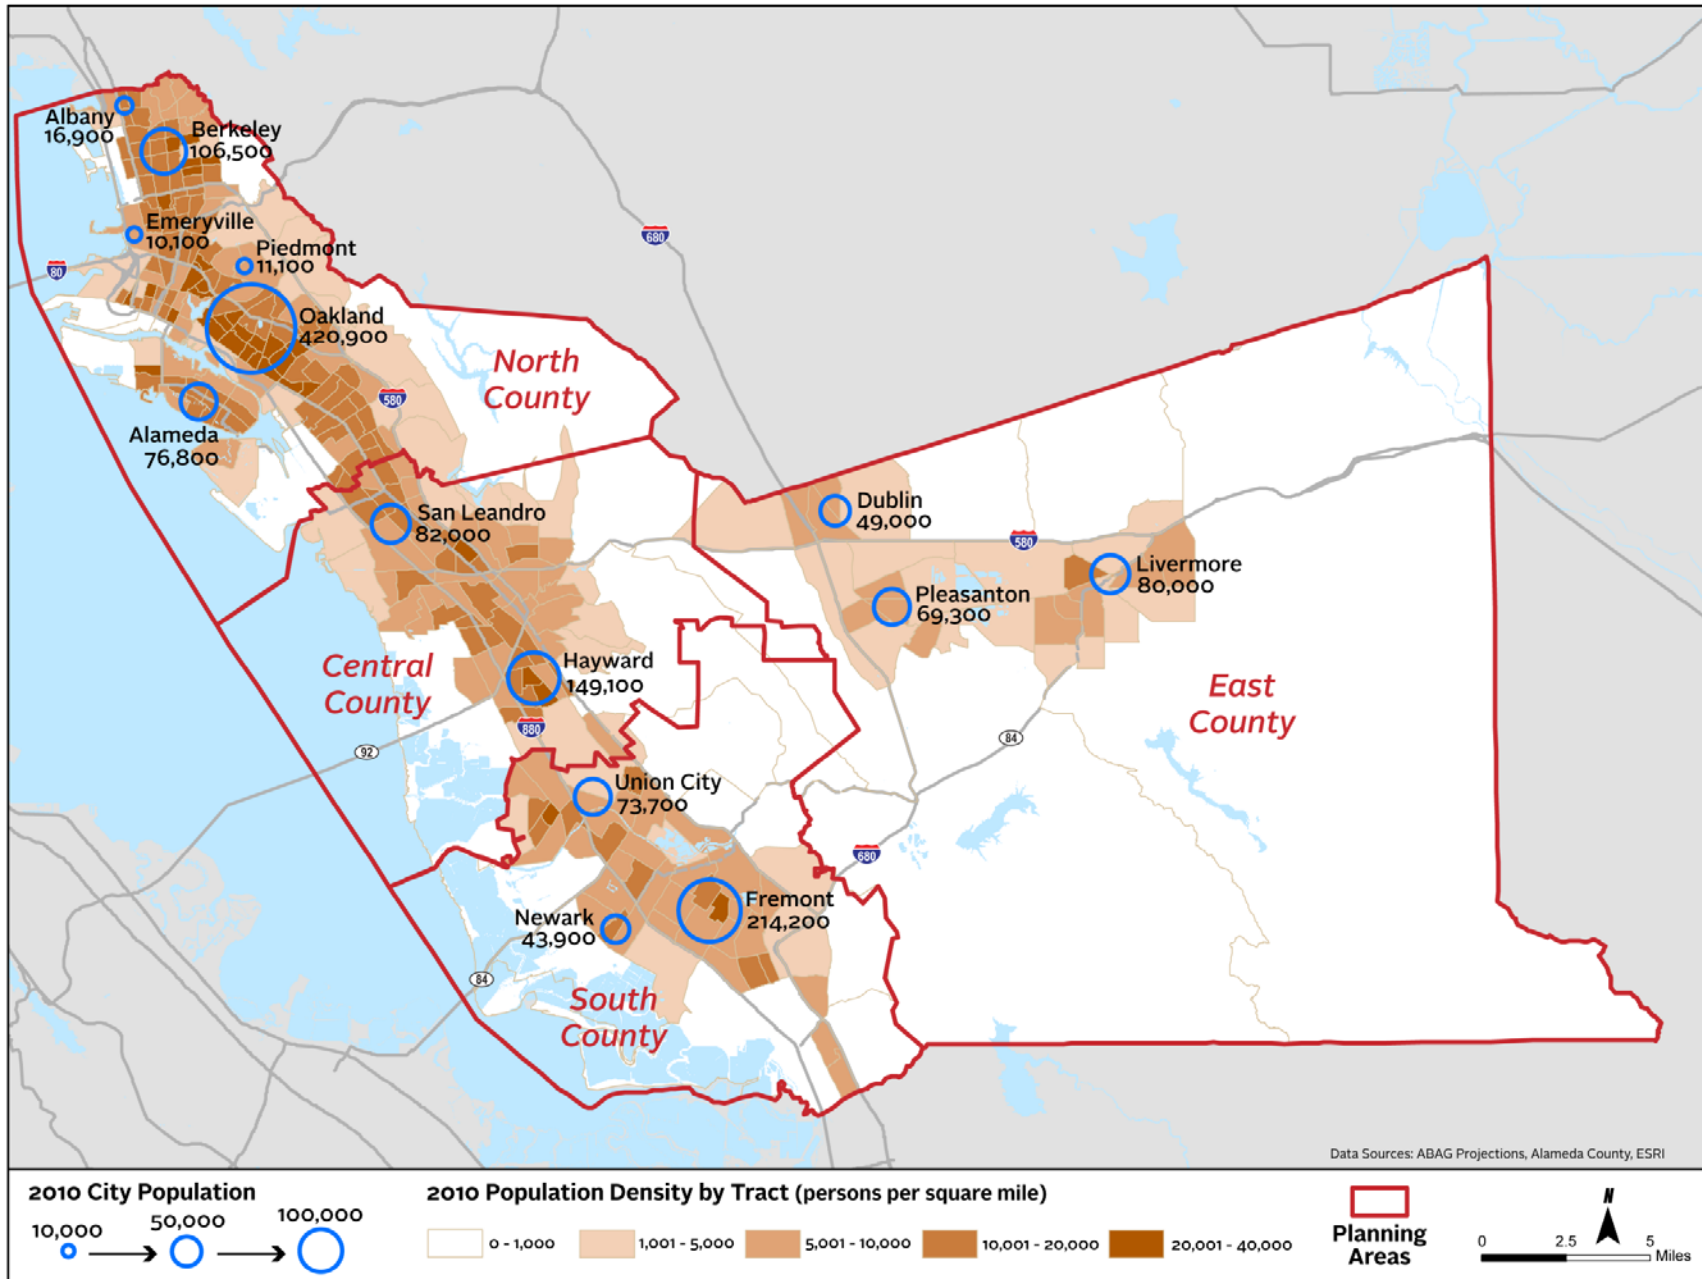 Albany
16,900
Berkeley
106,500
Emeryville
10,100
Piedmont
11,100
80
680
Oakland
420,900
North
County
580
Alameda
76,800
San Leandro
82,000
Dublin
49,000
580
Livermore
80,000
Pleasanton
69,300
Central
County
Hayward
149,100
East
County
880
92
84
Union City
73,700
680
Fremont
214,200
Newark
43,900
84
South
County
Data Sources: ABAG Projections, Alameda County, ESRI
2010 City Population
10,000
50,000
100,000
2010 Population Density by Tract (persons per square mile)
0 - 1,000
1,001 - 5,000
5,001 - 10,000
10,001 - 20,000
20,001 - 40,000
Planning
Areas
N
0 2.5 5
Miles